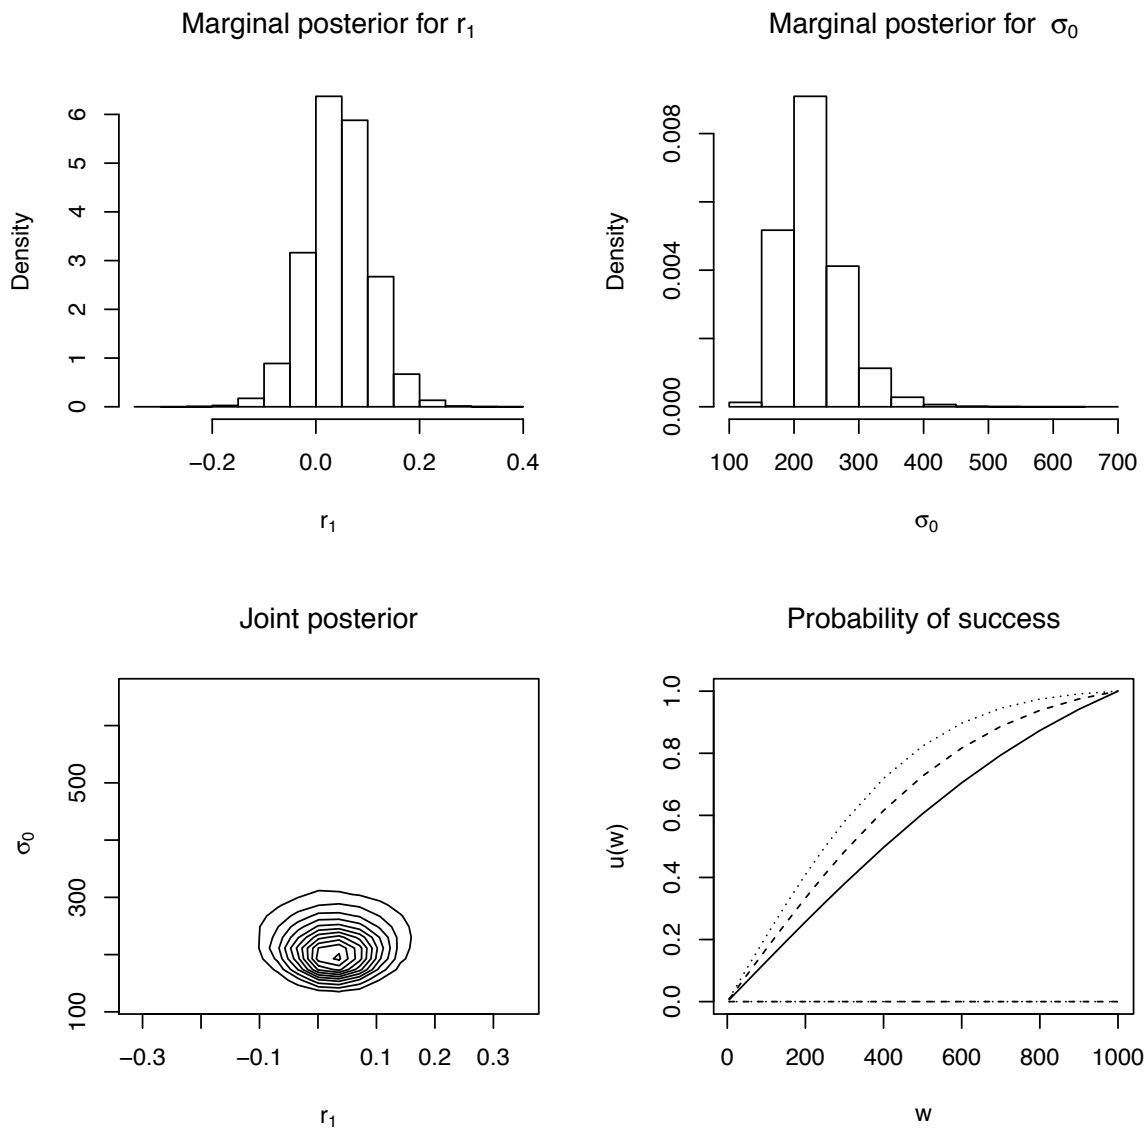 Marginal posterior for r₁
Density
0 1 2 3 4 5 6
−0.2 0.0 0.2 0.4
r₁
Marginal posterior for σ₀
Density
0.000 0.004 0.008
100 200 300 400 500 600 700
σ₀
Joint posterior
σ₀
100 300 500
−0.3 −0.1 0.1 0.2 0.3
r₁
Probability of success
u(w)
0.0 0.2 0.4 0.6 0.8 1.0
0 200 400 600 800 1000
w